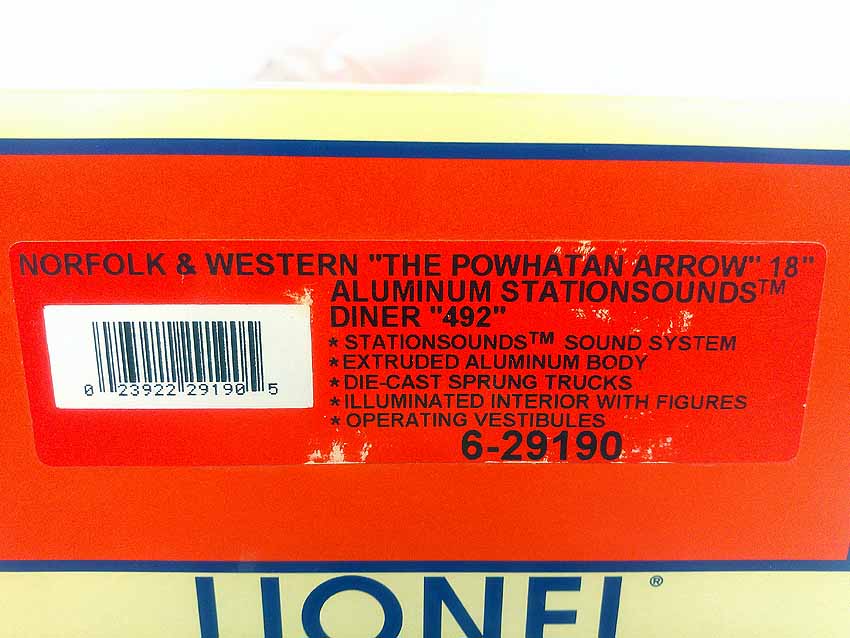 NORFOLK & WESTERN "THE POWHATAN ARROW" 18"
ALUMINUM STATIONSOUNDS™
DINER "492"
* STATIONSOUNDS™ SOUND SYSTEM
* EXTRUDED ALUMINUM BODY
* DIE-CAST SPRUNG TRUCKS
* ILLUMINATED INTERIOR WITH FIGURES
* OPERATING VESTIBULES
6-29190
0 23922 29190 5
LIONEL®